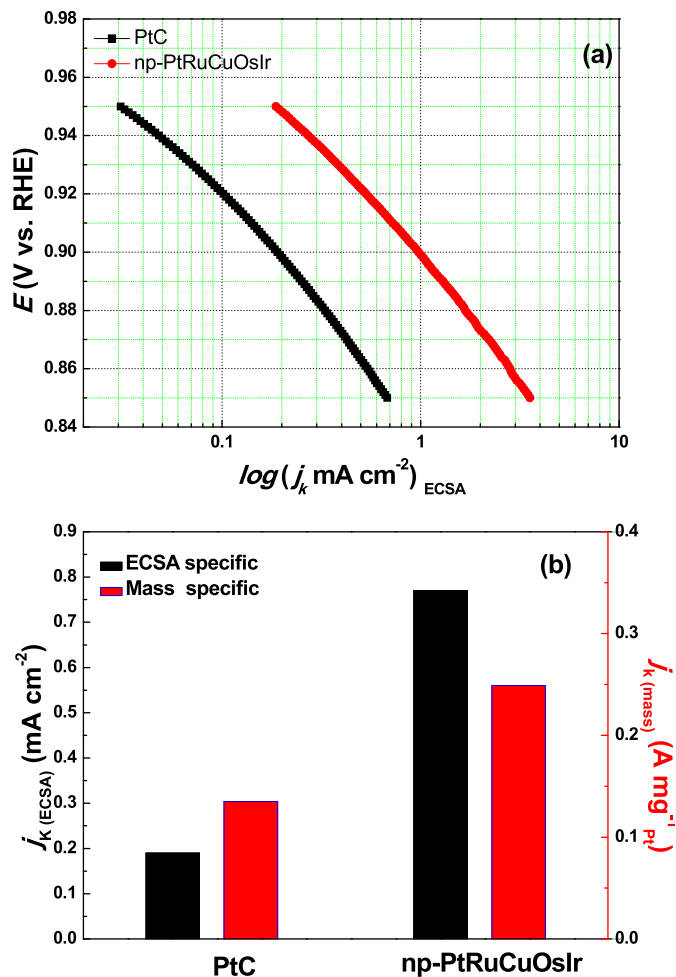 0.98
0.96
0.94
0.92
0.90
0.88
0.86
0.84
E (V vs. RHE)
PtC
np-PtRuCuOsIr
(a)
0.1 1 10
log (jk mA cm-2) ECSA
0.9
0.8
0.7
0.6
0.5
0.4
0.3
0.2
0.1
0.0
jK (ECSA) (mA cm-2)
ECSA specific
Mass specific
(b)
0.4
0.3
0.2
0.1
0.0
jk (mass) (A mg-1Pt)
PtC np-PtRuCuOsIr